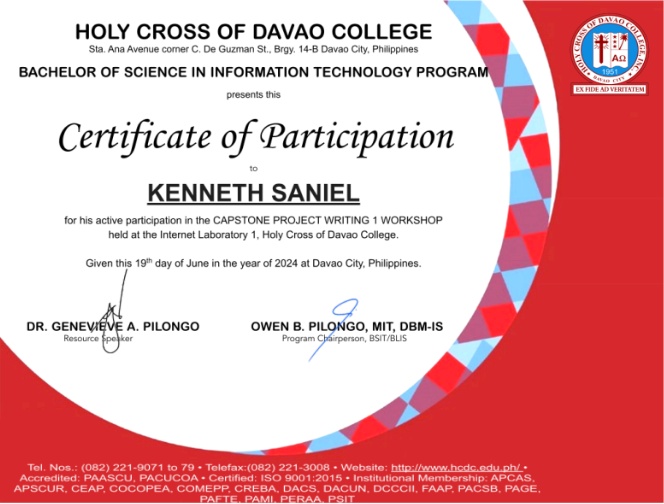 HOLY CROSS OF DAVAO COLLEGE
Sta. Ana Avenue corner C. De Guzman St., Brgy. 14-B Davao City, Philippines
BACHELOR OF SCIENCE IN INFORMATION TECHNOLOGY PROGRAM
presents this
Certificate of Participation
to
KENNETH SANIEL
for his active participation in the CAPSTONE PROJECT WRITING 1 WORKSHOP
held at the Internet Laboratory 1, Holy Cross of Davao College.
Given this 19th day of June in the year of 2024 at Davao City, Philippines.
DR. GENEVIEVE A. PILONGO
Resource Speaker
OWEN B. PILONGO, MIT, DBM-IS
Program Chairperson, BSIT/BLIS
HOLY CROSS OF DAVAO COLLEGE, INC.
ΑΩ
1951
DAVAO CITY
EX FIDE AD VERITATEM
Tel. Nos.: (082) 221-9071 to 79 • Telefax:(082) 221-3008 • Website: http://www.hcdc.edu.ph/ •
Accredited: PAASCU, PACUCOA • Certified: ISO 9001:2015 • Institutional Membership: APCAS,
APSCUR, CEAP, COCOPEA, COMEPP, CREBA, DACS, DACUN, DCCCII, FAAP, PACSB, PAGE,
PAFTE, PAMI, PERAA, PSIT